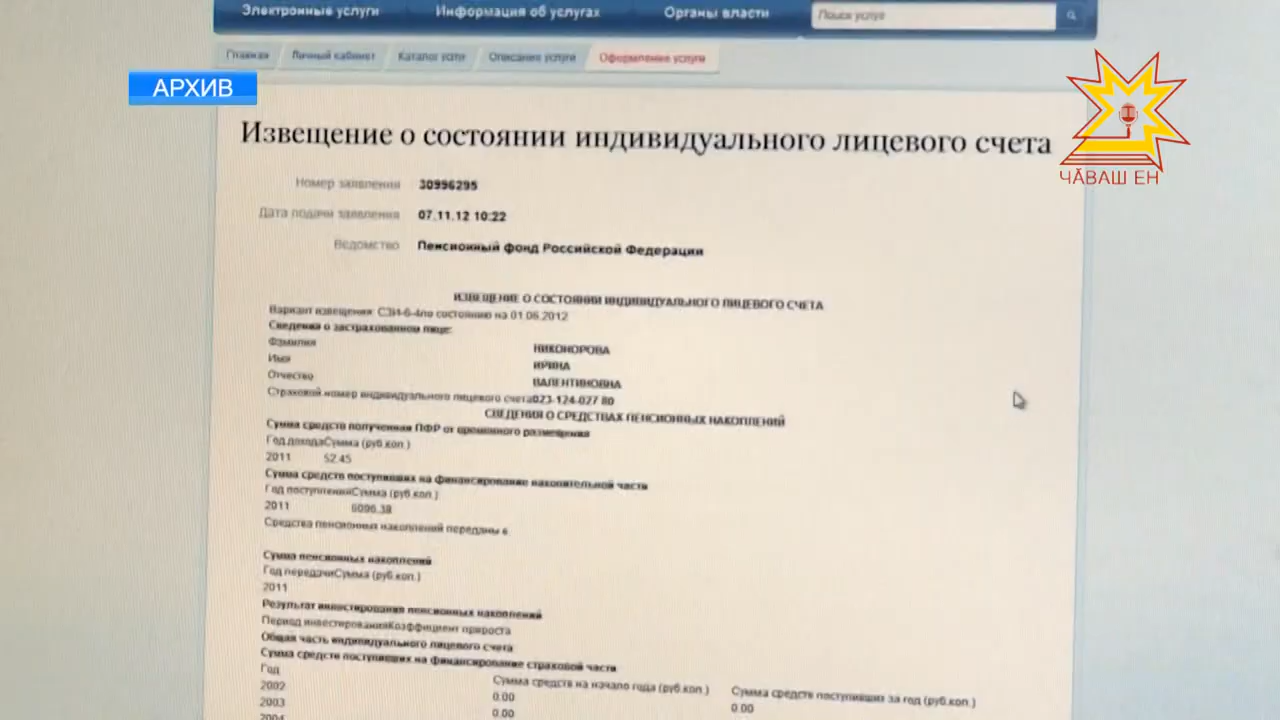 Электронные услуги Информация об услугах Органы власти Поиск услуг
Главная Личный кабинет Каталог услуг Описание услуги Оформление услуги
АРХИВ
ЧӐВАШ ЕН
Извещение о состоянии индивидуального лицевого счета
Номер заявления 30996295
Дата подачи заявления 07.11.12 10:22
Ведомство Пенсионный фонд Российской Федерации
ИЗВЕЩЕНИЕ О СОСТОЯНИИ ИНДИВИДУАЛЬНОГО ЛИЦЕВОГО СЧЕТА
Вариант извещения: СЗИ-6-4по состоянию на 01.06.2012
Сведения о застрахованном лице:
Фамилия НИКОНОРОВА
Имя ИРИНА
Отчество ВАЛЕНТИНОВНА
Страховой номер индивидуального лицевого счета023-124-027 80
СВЕДЕНИЯ О СРЕДСТВАХ ПЕНСИОННЫХ НАКОПЛЕНИЙ
Сумма средств полученная ПФР от временного размещения
Год доходаСумма (руб.коп.)
2011 52.45
Сумма средств поступивших на финансирование накопительной части
Год поступленияСумма (руб.коп.)
2011 6096.38
Средства пенсионных накоплений переданы в
Сумма пенсионных накоплений
Год передачиСумма (руб.коп.)
2011
Результат инвестирования пенсионных накоплений
Период инвестированияКоэффициент прироста
Общая часть индивидуального лицевого счета
Сумма средств поступивших на финансирование страховой части
Год Сумма средств на начало года (руб.коп.) Сумма средств поступивших за год (руб.коп.)
2002 0.00 0.00
2003 0.00
2004